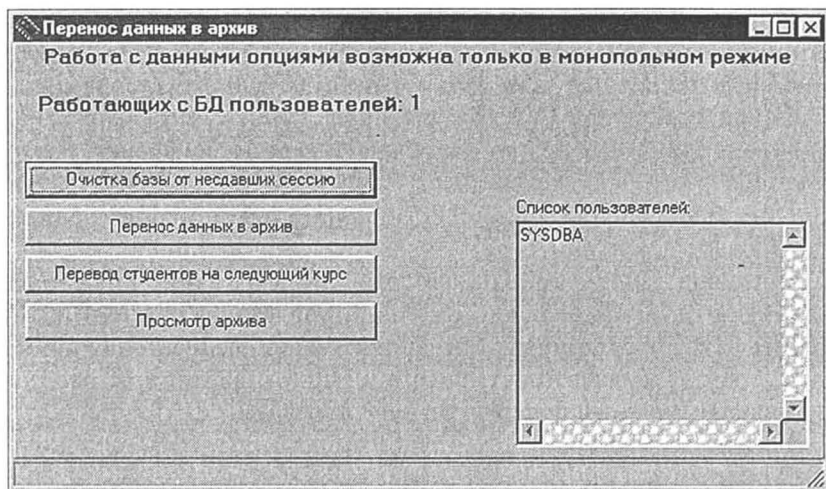 Перенос данных в архив
Работа с данными опциями возможна только в монопольном режиме
Работающих с БД пользователей: 1
Очистка базы от несдавших сессию
Перенос данных в архив
Перевод студентов на следующий курс
Просмотр архива
Список пользователей:
SYSDBA